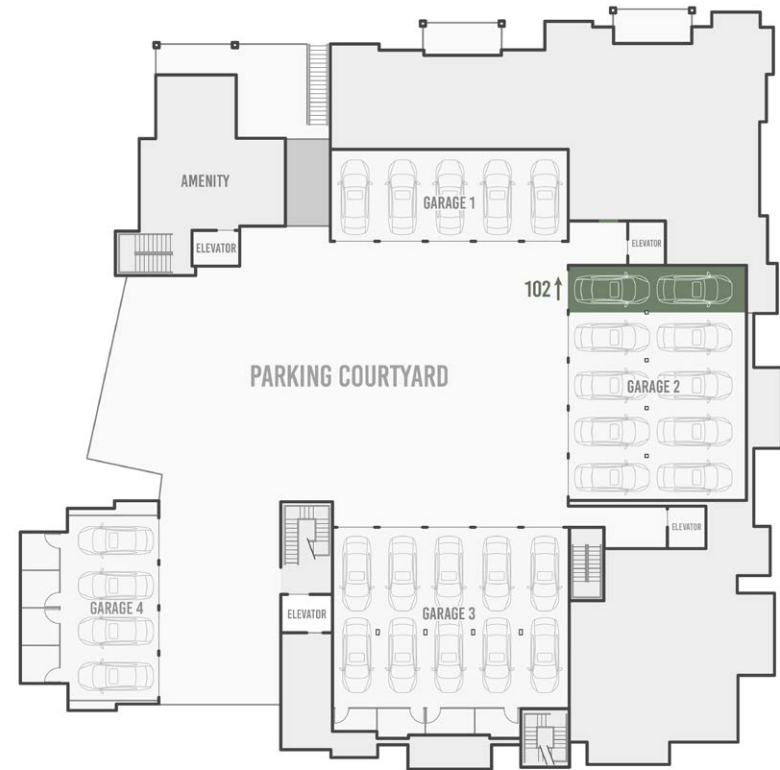 AMENITY
GARAGE 1
ELEVATOR
ELEVATOR
102
PARKING COURTYARD
GARAGE 2
ELEVATOR
GARAGE 4
ELEVATOR
GARAGE 3